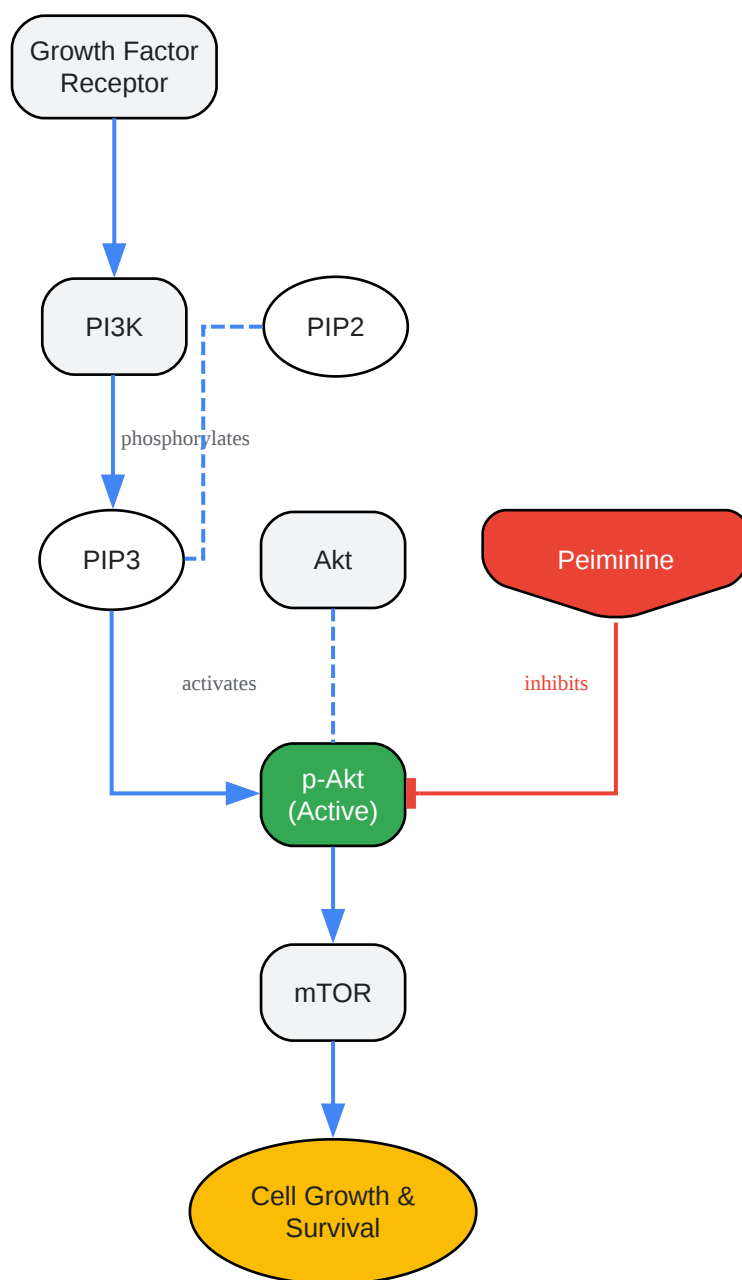 Growth Factor
Receptor
PI3K
PIP2
phosphorylates
PIP3
Akt
Peiminine
activates
inhibits
p-Akt
(Active)
mTOR
Cell Growth &
Survival